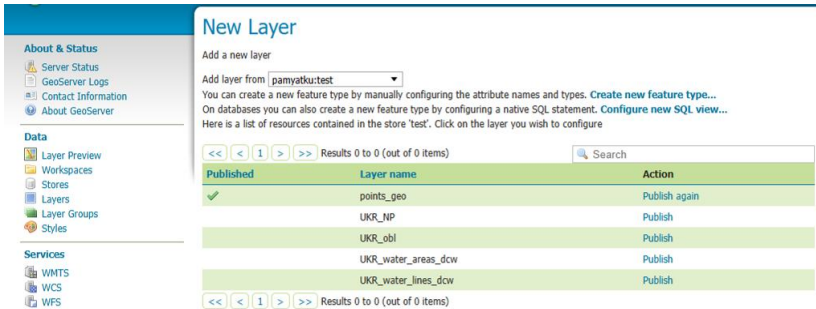 New Layer
Add a new layer
Add layer from pamyatku:test
You can create a new feature type by manually configuring the attribute names and types. Create new feature type...
On databases you can also create a new feature type by configuring a native SQL statement. Configure new SQL view...
Here is a list of resources contained in the store 'test'. Click on the layer you wish to configure
<< < 1 > >> Results 0 to 0 (out of 0 items) Search
Published Layer name Action
points_geo Publish again
UKR_NP Publish
UKR_obl Publish
UKR_water_areas_dcw Publish
UKR_water_lines_dcw Publish
<< < 1 > >> Results 0 to 0 (out of 0 items)
About & Status
Server Status
GeoServer Logs
Contact Information
About GeoServer
Data
Layer Preview
Workspaces
Stores
Layers
Layer Groups
Styles
Services
WMTS
WCS
WFS